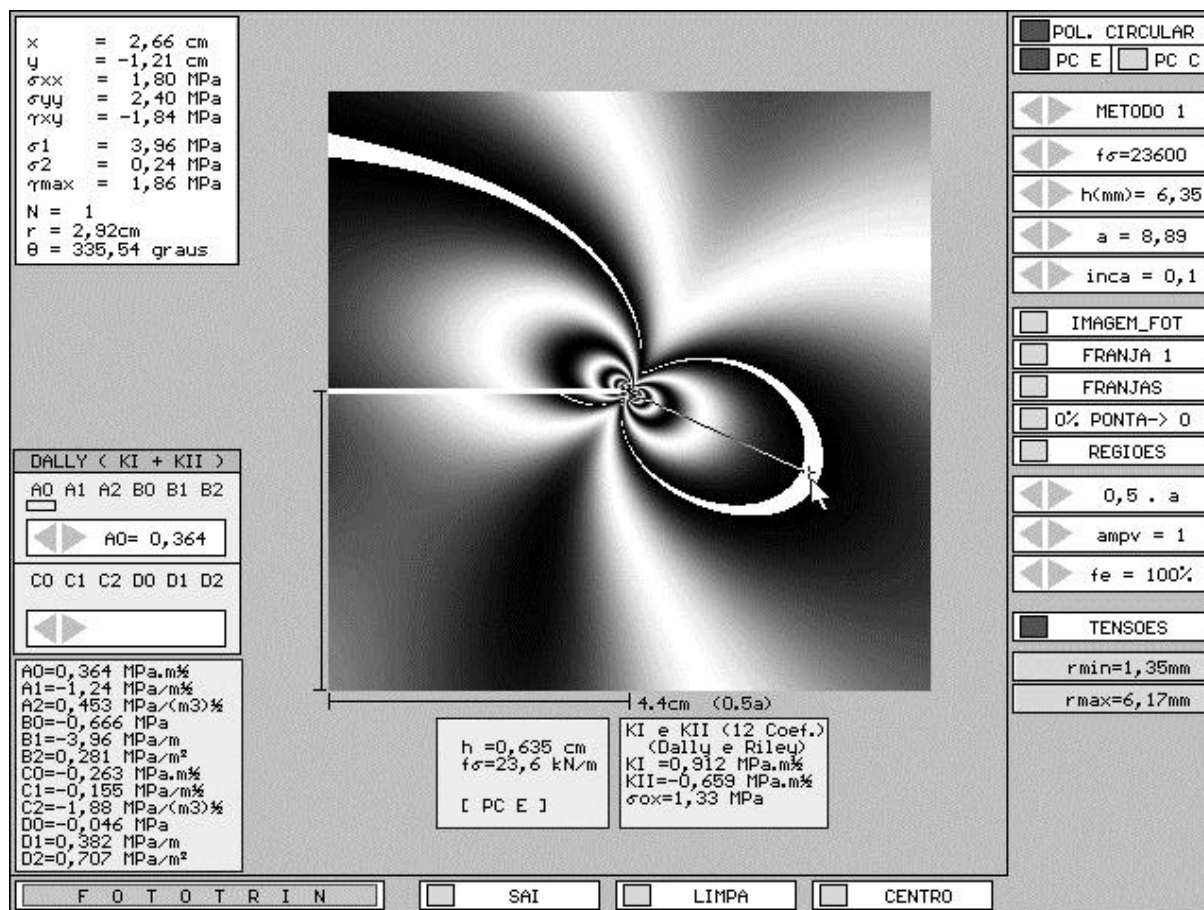 x = 2,66 cm
y = -1,21 cm
σxx = 1,80 MPa
σyy = 2,40 MPa
τxy = -1,84 MPa
σ1 = 3,96 MPa
σ2 = 0,24 MPa
τmax = 1,86 MPa
N = 1
r = 2,92cm
θ = 335,54 graus
DALLY ( KI + KII )
A0 A1 A2 B0 B1 B2
A0= 0,364
C0 C1 C2 D0 D1 D2
A0=0,364 MPa.m½
A1=-1,24 MPa/m½
A2=0,453 MPa/(m3)½
B0=-0,666 MPa
B1=-3,96 MPa/m
B2=0,281 MPa/m²
C0=-0,263 MPa.m½
C1=-0,155 MPa/m½
C2=-1,88 MPa/(m3)½
D0=-0,046 MPa
D1=0,382 MPa/m
D2=0,707 MPa/m²
4.4cm (0.5a)
h =0,635 cm
fσ=23,6 kN/m
[ PC E ]
KI e KII (12 Coef.)
(Dally e Riley)
KI =0,912 MPa.m½
KII=-0,659 MPa.m½
σox=1,33 MPa
POL. CIRCULAR
PC E PC C
METODO 1
fσ=23600
h(mm)= 6,35
a = 8,89
inca = 0,1
IMAGEM_FOT
FRANJA 1
FRANJAS
0% PONTA-> 0
REGIOES
0,5 . a
ampv = 1
fe = 100%
TENSOES
rmin=1,35mm
rmax=6,17mm
F O T O T R I N
SAI
LIMPA
CENTRO